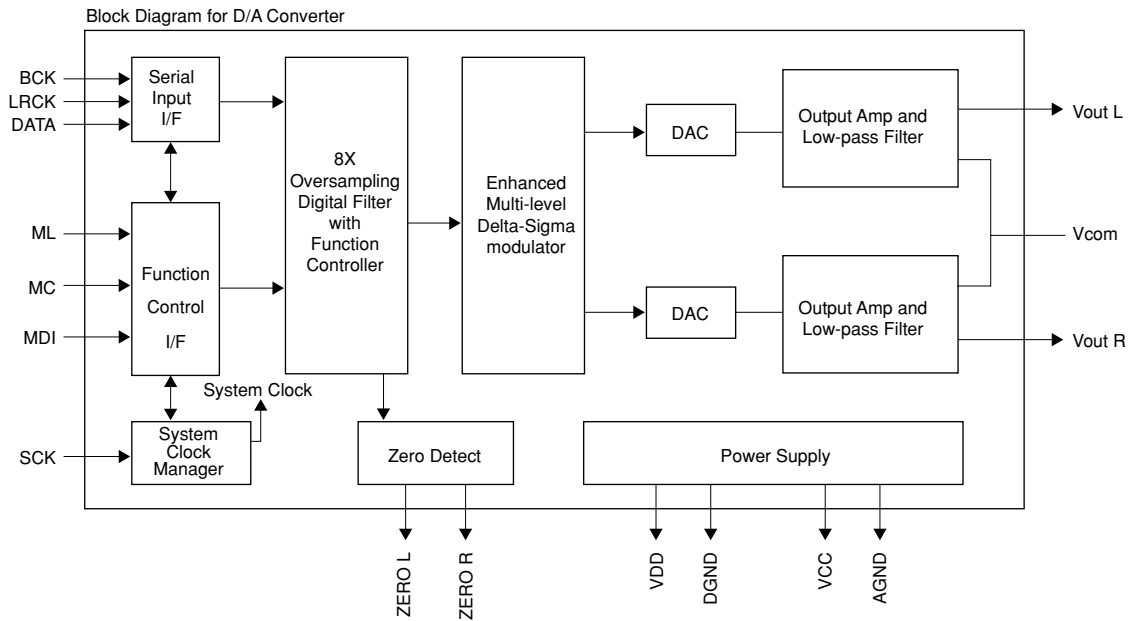 Block Diagram for D/A Converter
BCK
LRCK
DATA
Serial
Input
I/F
ML
MC
MDI
Function
Control
I/F
SCK
System
Clock
Manager
System Clock
8X
Oversampling
Digital Filter
with
Function
Controller
Enhanced
Multi-level
Delta-Sigma
modulator
DAC
DAC
Output Amp and
Low-pass Filter
Output Amp and
Low-pass Filter
Vout L
Vcom
Vout R
Zero Detect
Power Supply
ZERO L
ZERO R
VDD
DGND
VCC
AGND